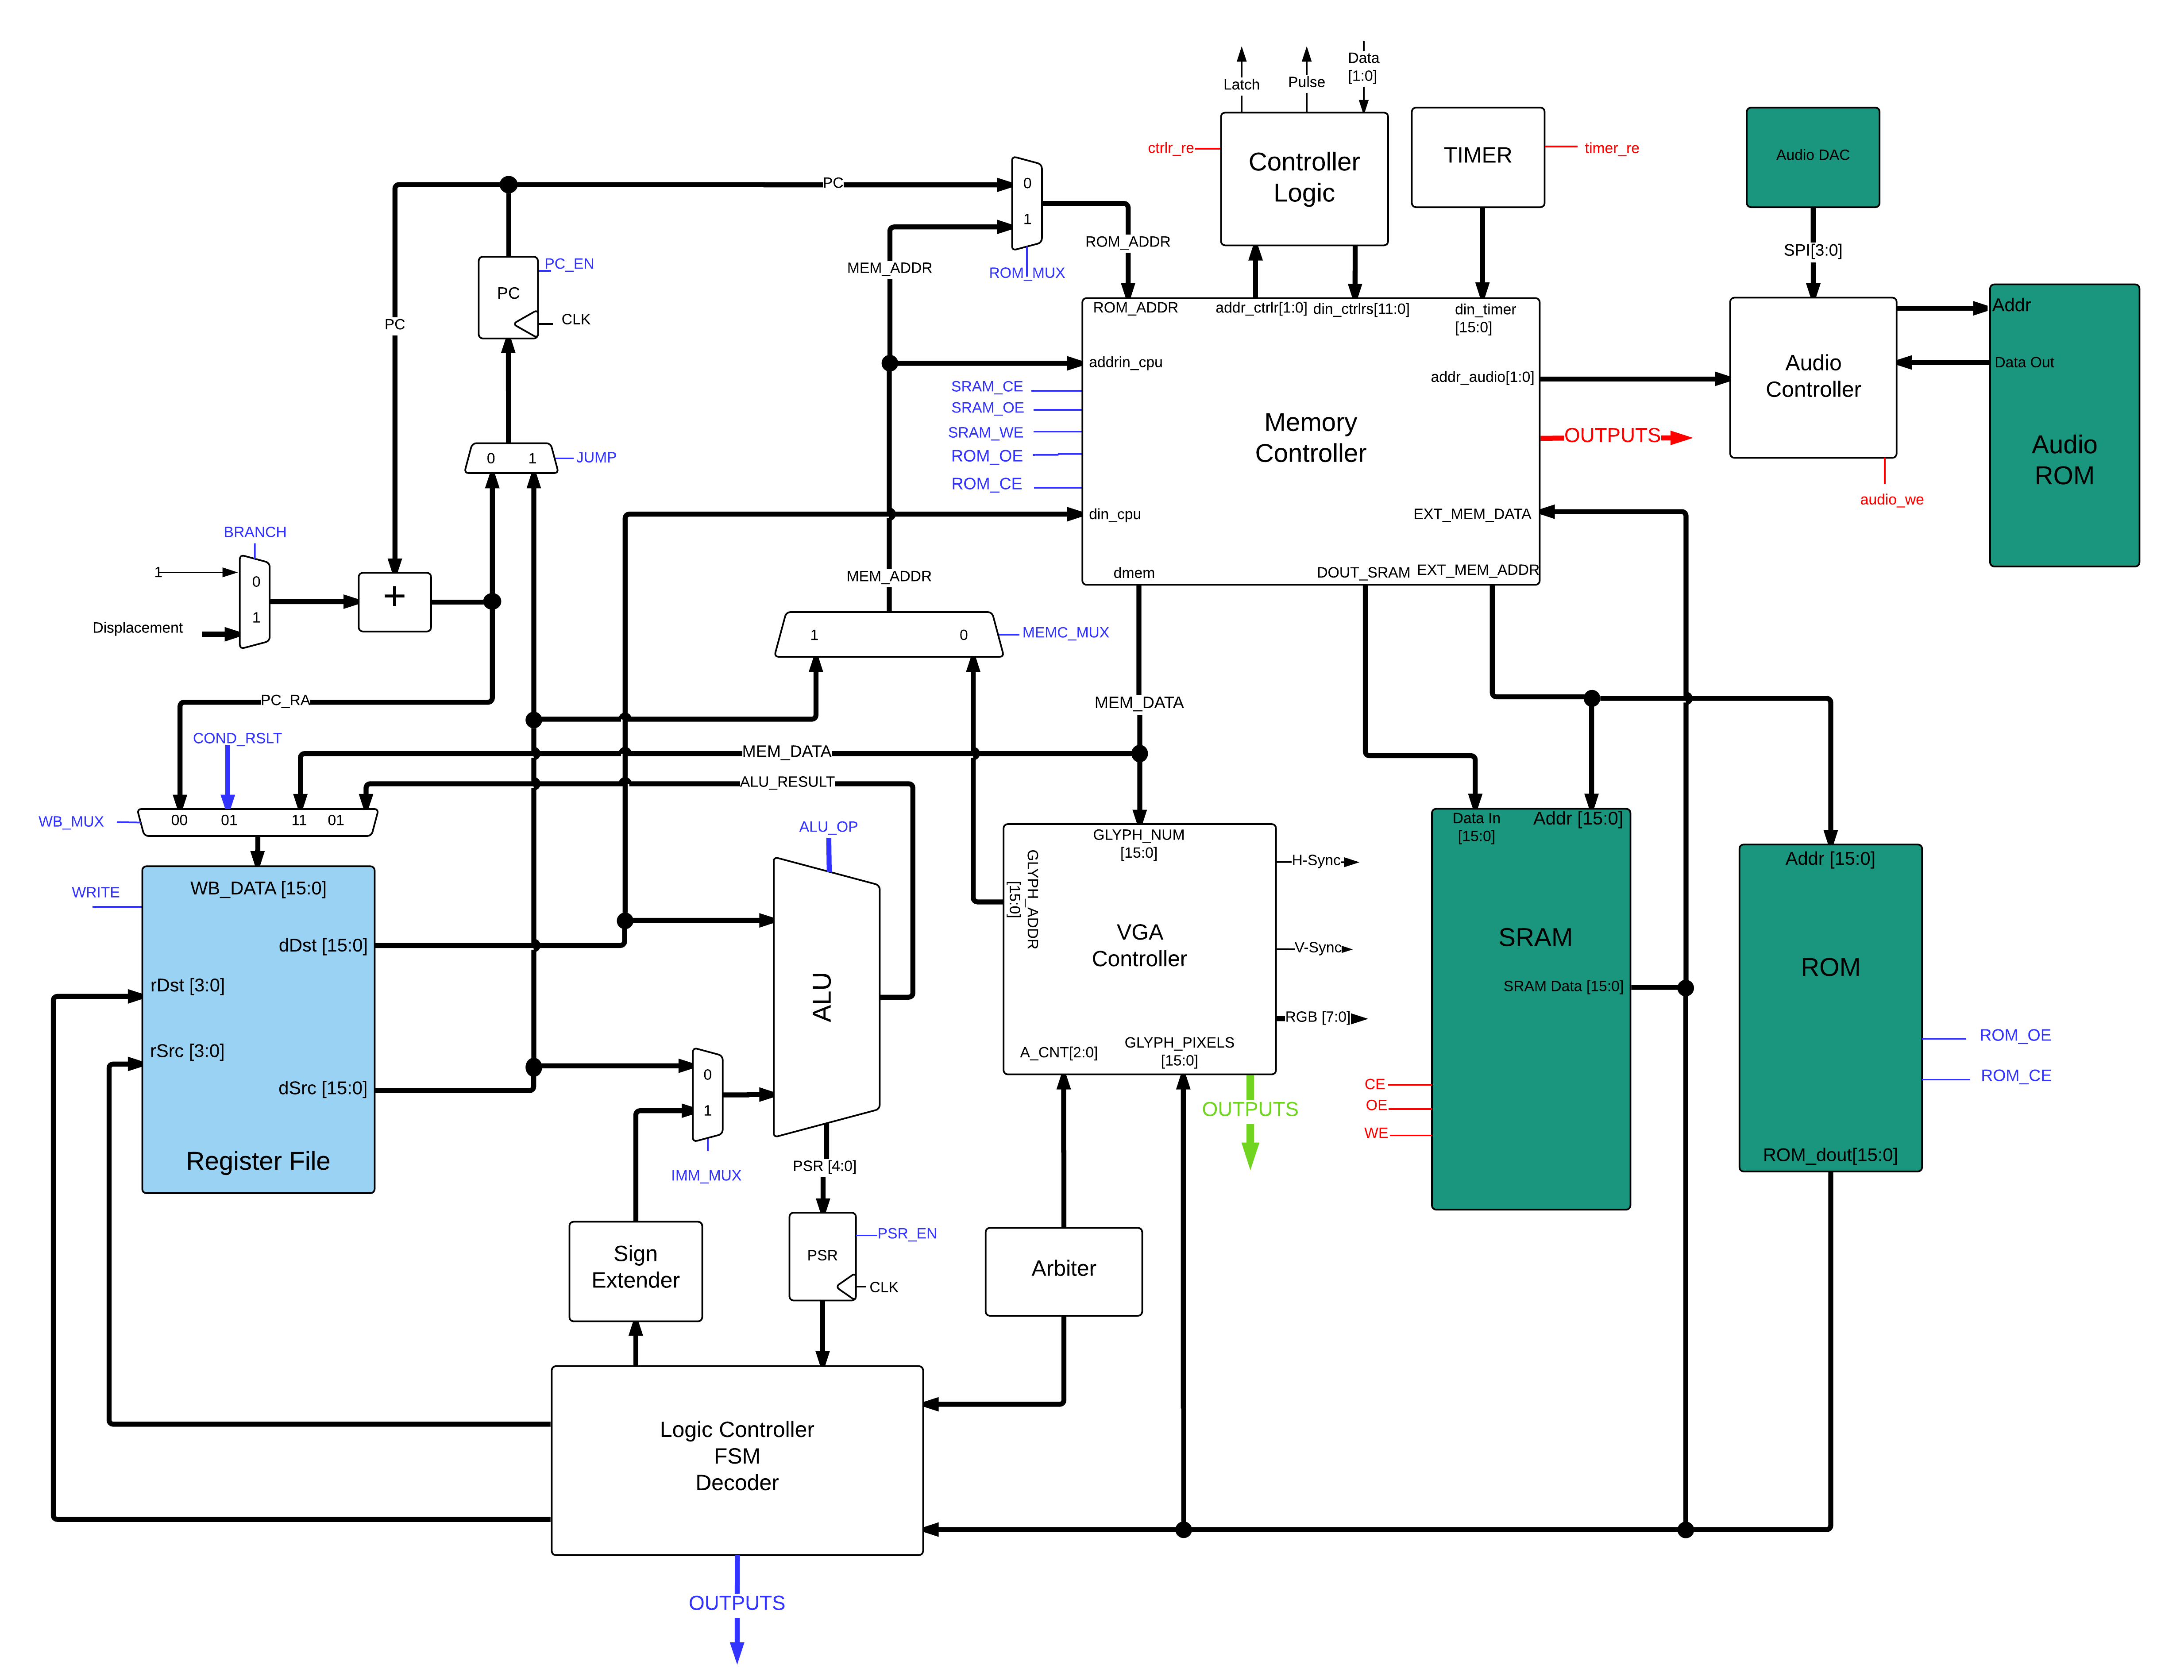 Latch
Pulse
Data
[1:0]
ctrlr_re
Controller
Logic
TIMER
timer_re
Audio DAC
PC
0
1
ROM_MUX
ROM_ADDR
MEM_ADDR
SPI[3:0]
PC_EN
PC
CLK
PC
ROM_ADDR
addr_ctrlr[1:0]
din_ctrlrs[11:0]
din_timer
[15:0]
addrin_cpu
SRAM_CE
SRAM_OE
SRAM_WE
ROM_OE
ROM_CE
din_cpu
Memory
Controller
addr_audio[1:0]
OUTPUTS
EXT_MEM_DATA
dmem
DOUT_SRAM
EXT_MEM_ADDR
Audio
Controller
audio_we
Addr
Data Out
Audio
ROM
0
1
JUMP
BRANCH
1
0
1
Displacement
+
MEM_ADDR
1
0
MEMC_MUX
PC_RA
MEM_DATA
COND_RSLT
MEM_DATA
ALU_RESULT
WB_MUX
00
01
11
01
WRITE
WB_DATA [15:0]
dDst [15:0]
rDst [3:0]
rSrc [3:0]
dSrc [15:0]
Register File
ALU_OP
ALU
0
1
IMM_MUX
PSR [4:0]
GLYPH_NUM
[15:0]
GLYPH_ADDR
[15:0]
VGA
Controller
A_CNT[2:0]
GLYPH_PIXELS
[15:0]
H-Sync
V-Sync
RGB [7:0]
OUTPUTS
Data In
[15:0]
Addr [15:0]
SRAM
SRAM Data [15:0]
CE
OE
WE
Addr [15:0]
ROM
ROM_OE
ROM_CE
ROM_dout[15:0]
Sign
Extender
PSR
PSR_EN
CLK
Arbiter
Logic Controller
FSM
Decoder
OUTPUTS